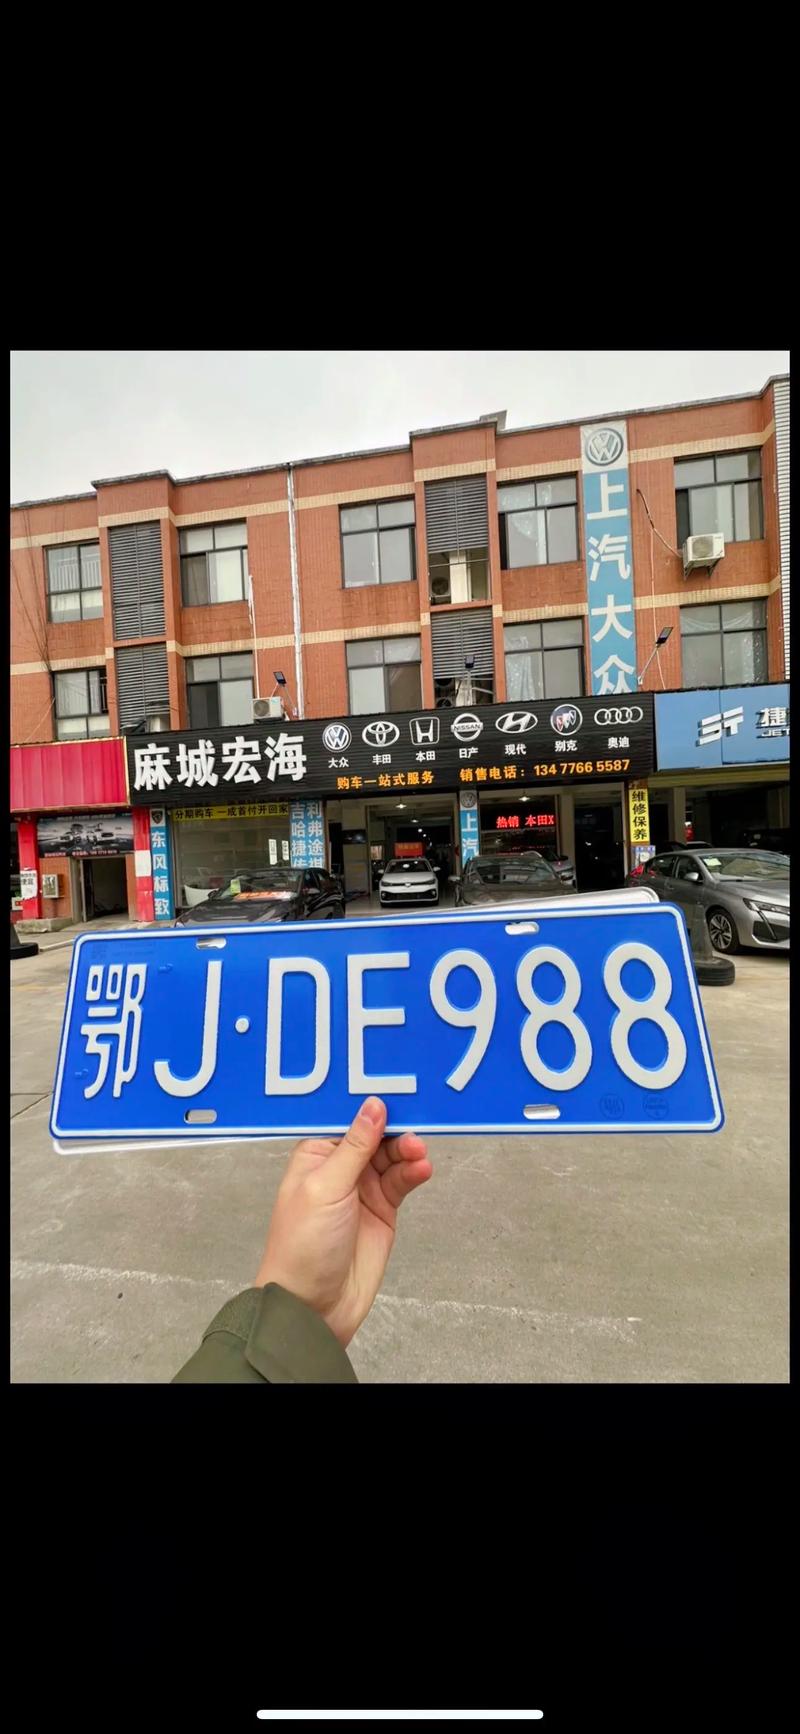 上汽大众
麻城宏海
大众 丰田 本田 日产 现代 别克 奥迪
NISSAN
购车一站式服务 销售电话：134 7766 5587
捷
JET
分期购车 一成首付开回家
热销 本田X
维修保养
东风标致
利弗途
吉哈捷传
上汽
鄂J·DE988